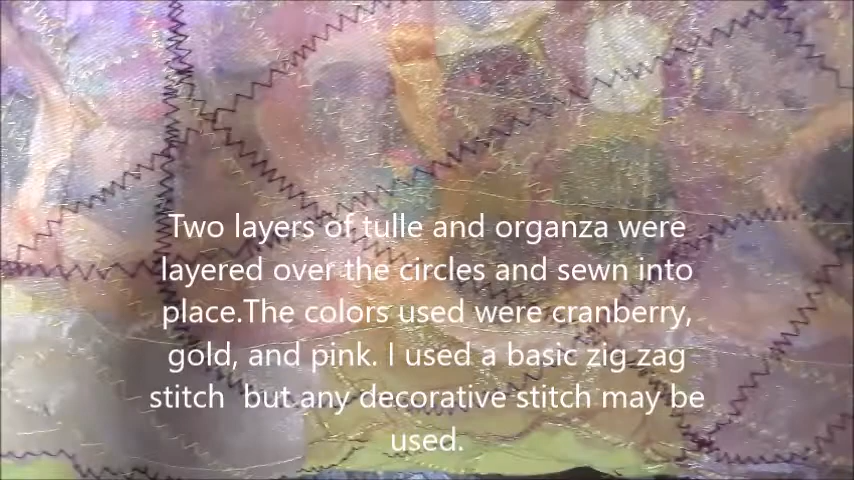 Two layers of tulle and organza were
layered over the circles and sewn into
place.The colors used were cranberry,
gold, and pink. I used a basic zig zag
stitch  but any decorative stitch may be
used.